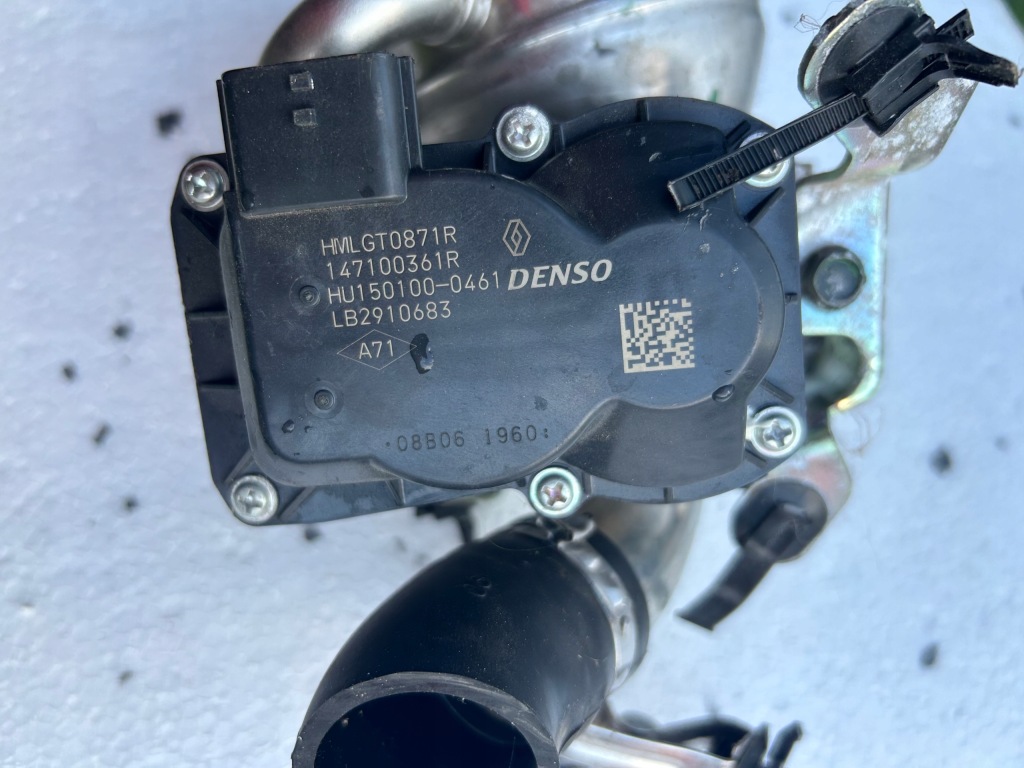 HMLGT0871R
147100361R
HU150100-0461 DENSO
LB2910683
A71
08B06 1960